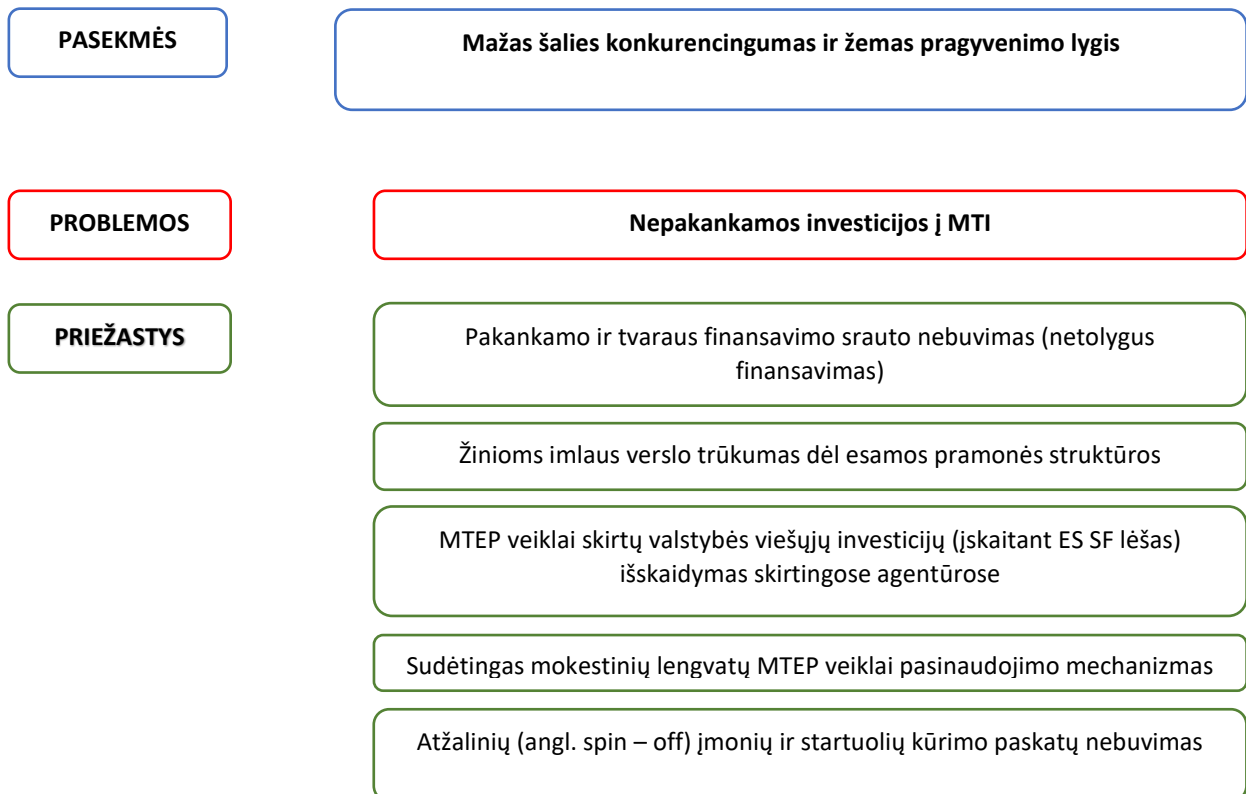 PASEKMĖS
Mažas šalies konkurencingumas ir žemas pragyvenimo lygis
PROBLEMOS
Nepakankamos investicijos į MTI
PRIEŽASTYS
Pakankamo ir tvaraus finansavimo srauto nebuvimas (netolygus
finansavimas)
Žinioms imlaus verslo trūkumas dėl esamos pramonės struktūros
MTEP veiklai skirtų valstybės viešųjų investicijų (įskaitant ES SF lėšas)
išskaidymas skirtingose agentūrose
Sudėtingas mokestinių lengvatų MTEP veiklai pasinaudojimo mechanizmas
Atžalinių (angl. spin – off) įmonių ir startuolių kūrimo paskatų nebuvimas